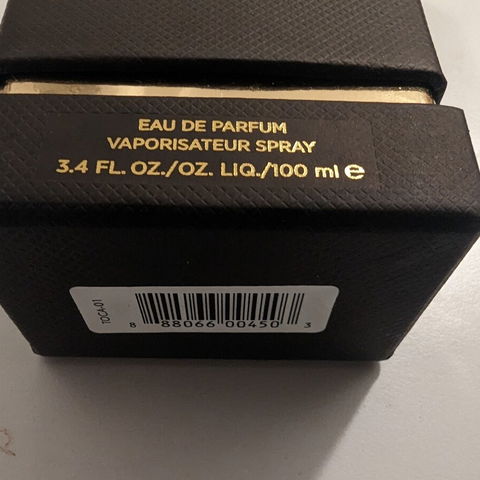 EAU DE PARFUM
VAPORISATEUR SPRAY
3.4 FL. OZ./OZ. LIQ./100 ml ℮
TOCA-01
8 88066 00450 3